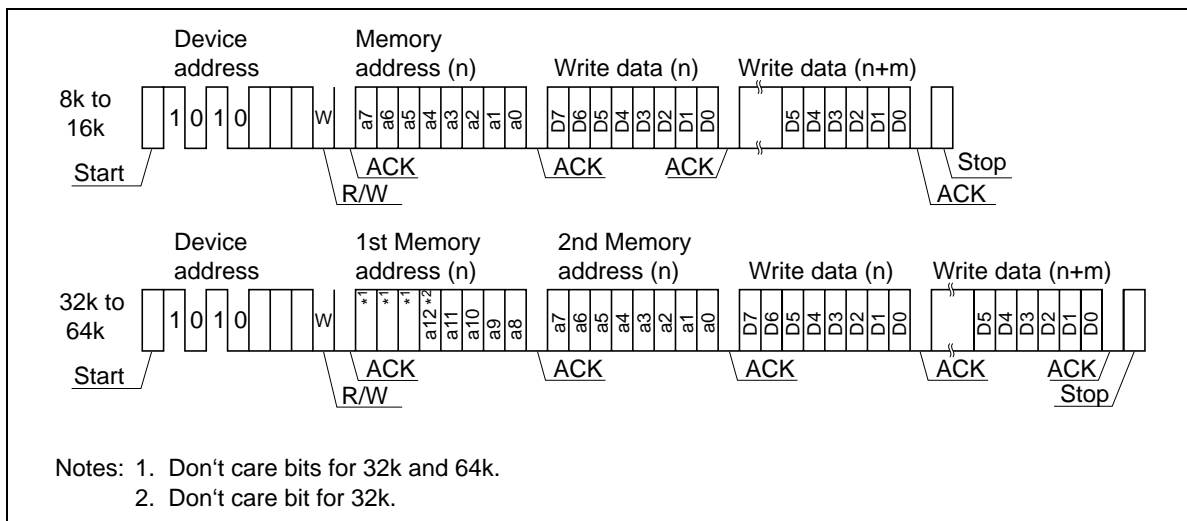 Device address
Memory address (n)
Write data (n)
Write data (n+m)
8k to 16k
1 0 1 0 W a7 a6 a5 a4 a3 a2 a1 a0 D7 D6 D5 D4 D3 D2 D1 D0 D5 D4 D3 D2 D1 D0
Start
R/W
ACK
ACK
ACK
ACK
Stop
Device address
1st Memory address (n)
2nd Memory address (n)
Write data (n)
Write data (n+m)
32k to 64k
1 0 1 0 W *1 *1 *1 a12*2 a11 a10 a9 a8 a7 a6 a5 a4 a3 a2 a1 a0 D7 D6 D5 D4 D3 D2 D1 D0 D5 D4 D3 D2 D1 D0
Start
R/W
ACK
ACK
ACK
ACK
ACK
Stop
Notes: 1. Don't care bits for 32k and 64k.
2. Don't care bit for 32k.